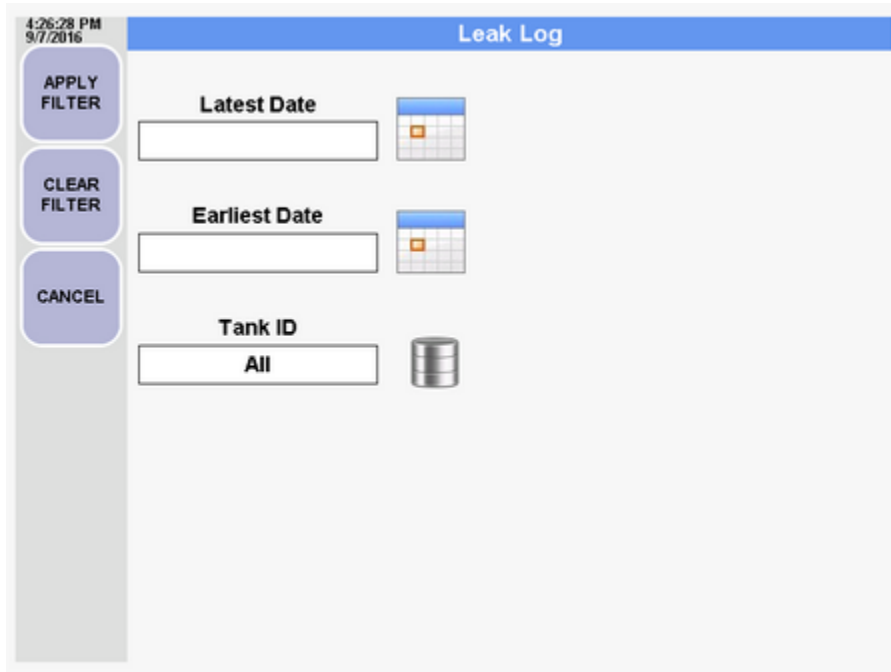 4:26:28 PM
9/7/2016
Leak Log
APPLY
FILTER
CLEAR
FILTER
CANCEL
Latest Date
Earliest Date
Tank ID
All